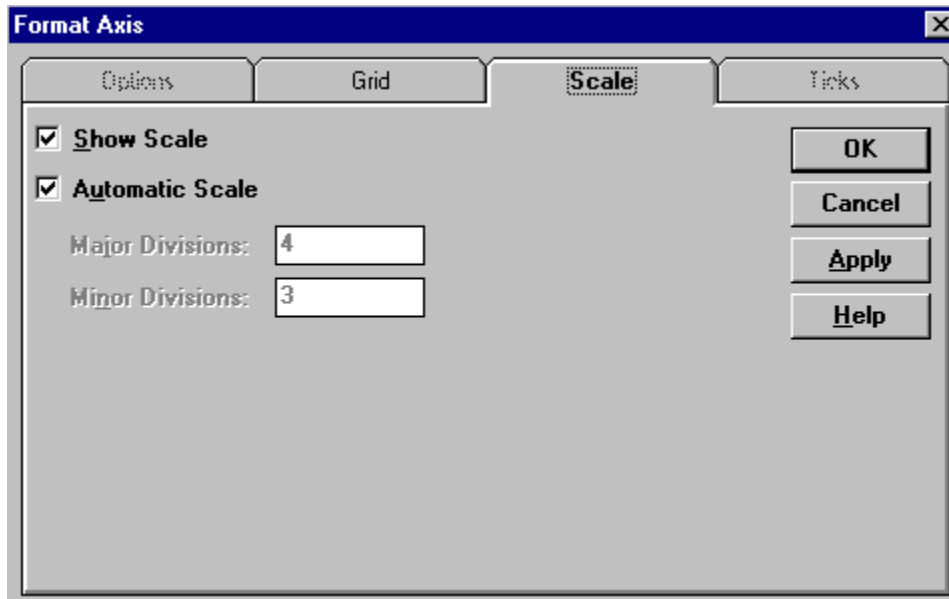 Format Axis
Options Grid Scale Ticks
Show Scale
Automatic Scale
Major Divisions: 4
Minor Divisions: 3
OK
Cancel
Apply
Help